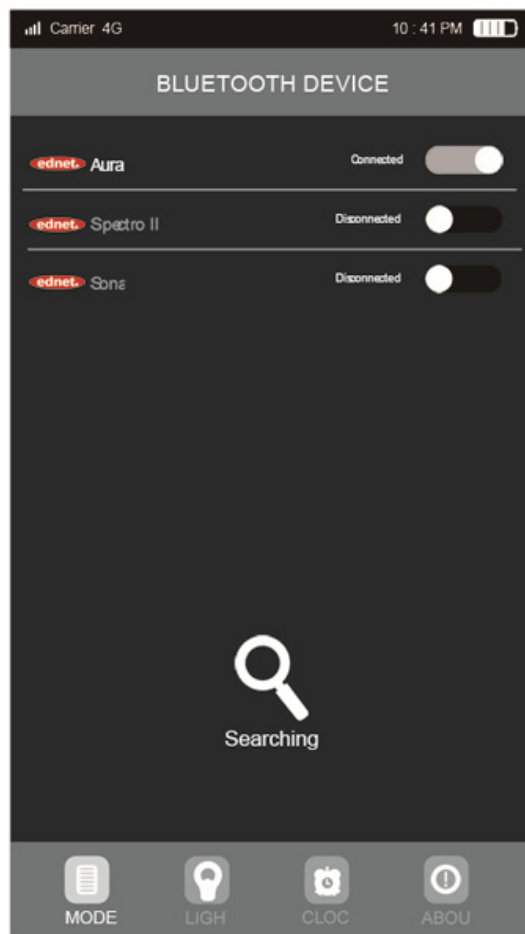 Carrier 4G 10 : 41 PM
BLUETOOTH DEVICE
ednet. Aura Connected
ednet. Spectro II Disconnected
ednet. Sona Disconnected
Searching
MODE LIGH CLOC ABOU